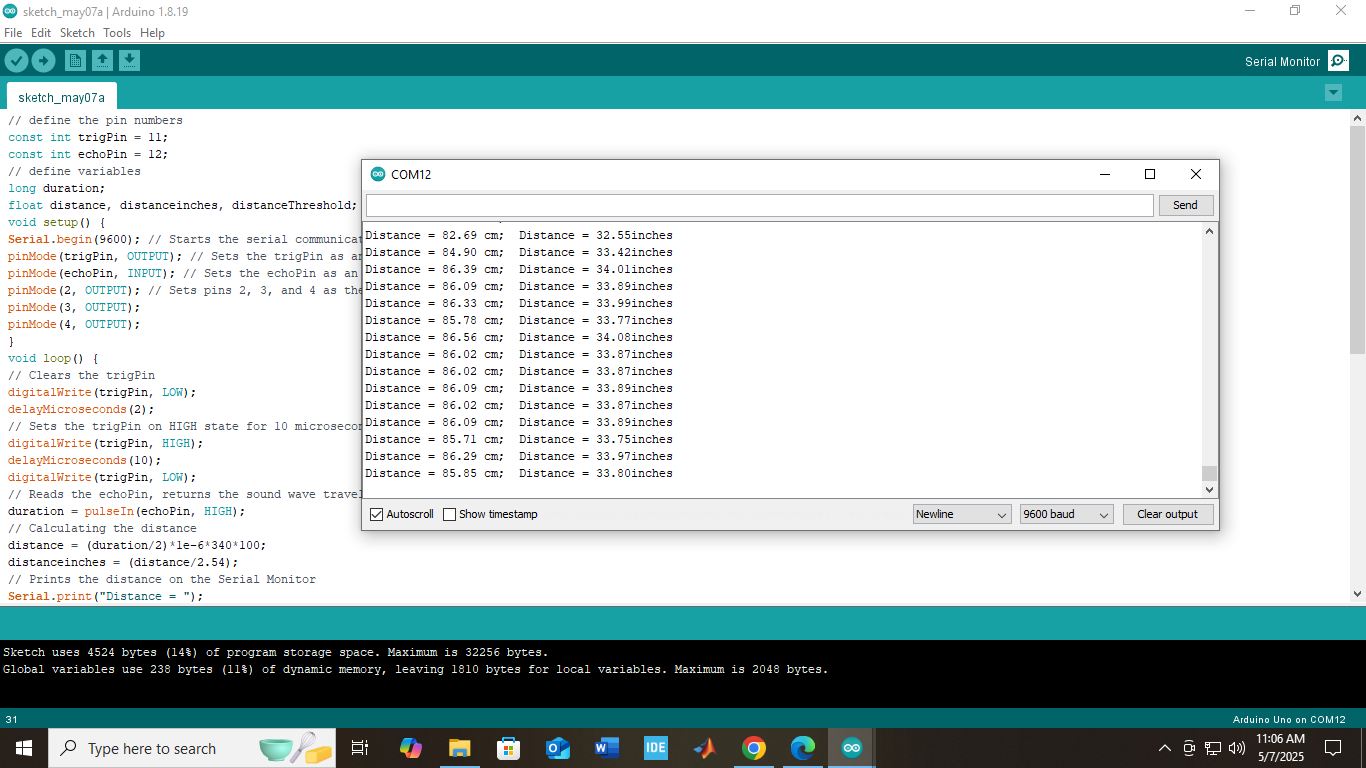 sketch_may07a | Arduino 1.8.19
File Edit Sketch Tools Help
Serial Monitor
sketch_may07a
// define the pin numbers
const int trigPin = 11;
const int echoPin = 12;
// define variables
long duration;
float distance, distanceinches, distanceThreshold;
void setup() {
Serial.begin(9600); // Starts the serial
pinMode(trigPin, OUTPUT); // Sets the trigPin as
pinMode(echoPin, INPUT); // Sets the echoPin as an
pinMode(2, OUTPUT); // Sets pins 2, 3, and 4 as the
pinMode(3, OUTPUT);
pinMode(4, OUTPUT);
}
void loop() {
// Clears the trigPin
digitalWrite(trigPin, LOW);
delayMicroseconds(2);
// Sets the trigPin on HIGH state for 10
digitalWrite(trigPin, HIGH);
delayMicroseconds(10);
digitalWrite(trigPin, LOW);
// Reads the echoPin, returns the sound wave
duration = pulseIn(echoPin, HIGH);
// Calculating the distance
distance = (duration/2)*1e-6*340*100;
distanceinches = (distance/2.54);
// Prints the distance on the Serial Monitor
Serial.print("Distance = ");
COM12
Send
Distance = 82.69 cm;  Distance = 32.55inches
Distance = 84.90 cm;  Distance = 33.42inches
Distance = 86.39 cm;  Distance = 34.01inches
Distance = 86.09 cm;  Distance = 33.89inches
Distance = 86.33 cm;  Distance = 33.99inches
Distance = 85.78 cm;  Distance = 33.77inches
Distance = 86.56 cm;  Distance = 34.08inches
Distance = 86.02 cm;  Distance = 33.87inches
Distance = 86.02 cm;  Distance = 33.87inches
Distance = 86.09 cm;  Distance = 33.89inches
Distance = 86.02 cm;  Distance = 33.87inches
Distance = 86.09 cm;  Distance = 33.89inches
Distance = 85.71 cm;  Distance = 33.75inches
Distance = 86.29 cm;  Distance = 33.97inches
Distance = 85.85 cm;  Distance = 33.80inches
Autoscroll Show timestamp Newline 9600 baud Clear output
Sketch uses 4524 bytes (14%) of program storage space. Maximum is 32256 bytes.
Global variables use 238 bytes (11%) of dynamic memory, leaving 1810 bytes for local variables. Maximum is 2048 bytes.
31 Arduino Uno on COM12
Type here to search
IDE
11:06 AM
5/7/2025